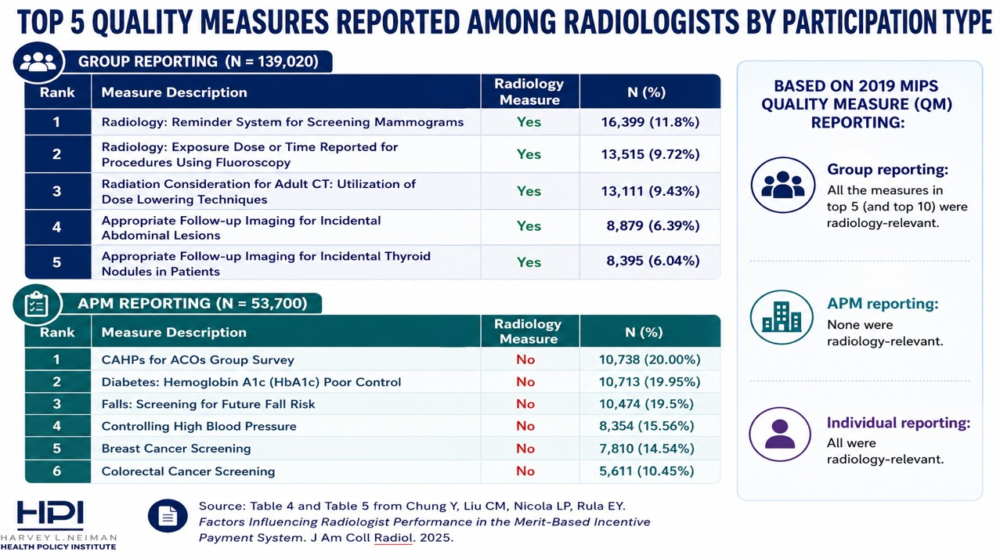 TOP 5 QUALITY MEASURES REPORTED AMONG RADIOLOGISTS BY PARTICIPATION TYPE
GROUP REPORTING (N = 139,020)
Rank Measure Description Radiology Measure N (%)
1 Radiology: Reminder System for Screening Mammograms Yes 16,399 (11.8%)
2 Radiology: Exposure Dose or Time Reported for
Procedures Using Fluoroscopy Yes 13,515 (9.72%)
3 Radiation Consideration for Adult CT: Utilization of
Dose Lowering Techniques Yes 13,111 (9.43%)
4 Appropriate Follow-up Imaging for Incidental
Abdominal Lesions Yes 8,879 (6.39%)
5 Appropriate Follow-up Imaging for Incidental Thyroid
Nodules in Patients Yes 8,395 (6.04%)
APM REPORTING (N = 53,700)
Rank Measure Description Radiology Measure N (%)
1 CAHPs for ACOs Group Survey No 10,738 (20.00%)
2 Diabetes: Hemoglobin A1c (HbA1c) Poor Control No 10,713 (19.95%)
3 Falls: Screening for Future Fall Risk No 10,474 (19.5%)
4 Controlling High Blood Pressure No 8,354 (15.56%)
5 Breast Cancer Screening No 7,810 (14.54%)
6 Colorectal Cancer Screening No 5,611 (10.45%)
BASED ON 2019 MIPS
QUALITY MEASURE (QM)
REPORTING:
Group reporting:
All the measures in
top 5 (and top 10) were
radiology-relevant.
APM reporting:
None were
radiology-relevant.
Individual reporting:
All were
radiology-relevant.
HPI
HARVEY L. NEIMAN
HEALTH POLICY INSTITUTE
Source: Table 4 and Table 5 from Chung Y, Liu CM, Nicola LP, Rula EY.
Factors Influencing Radiologist Performance in the Merit-Based Incentive
Payment System. J Am Coll Radiol. 2025.